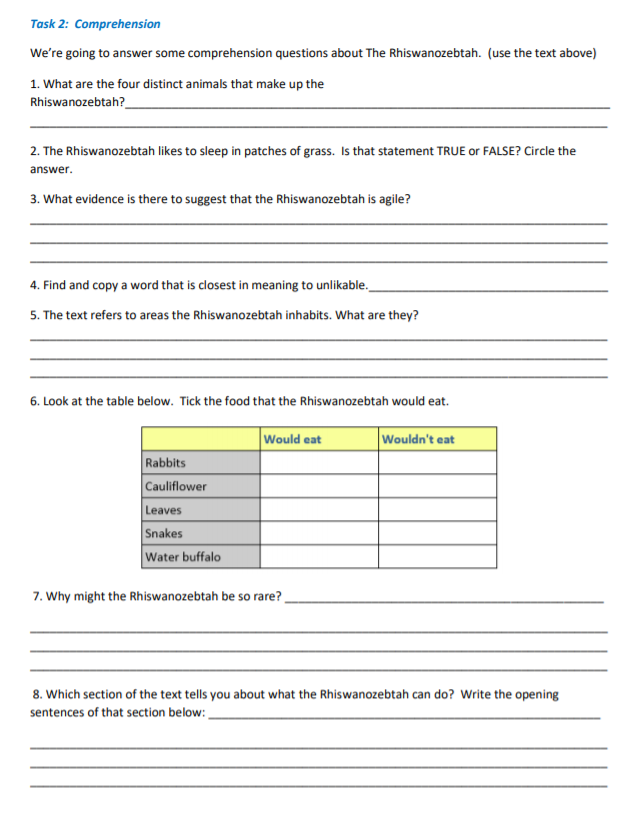 Task 2: Comprehension
We're going to answer some comprehension questions about The Rhiswanozebtah. (use the text above)
1. What are the four distinct animals that make up the
Rhiswanozebtah?
2. The Rhiswanozebtah likes to sleep in patches of grass. Is that statement TRUE or FALSE? Circle the
answer.
3. What evidence is there to suggest that the Rhiswanozebtah is agile?
4. Find and copy a word that is closest in meaning to unlikable.
5. The text refers to areas the Rhiswanozebtah inhabits. What are they?
6. Look at the table below. Tick the food that the Rhiswanozebtah would eat.
Would eat Wouldn't eat
Rabbits
Cauliflower
Leaves
Snakes
Water buffalo
7. Why might the Rhiswanozebtah be so rare?
8. Which section of the text tells you about what the Rhiswanozebtah can do? Write the opening
sentences of that section below: